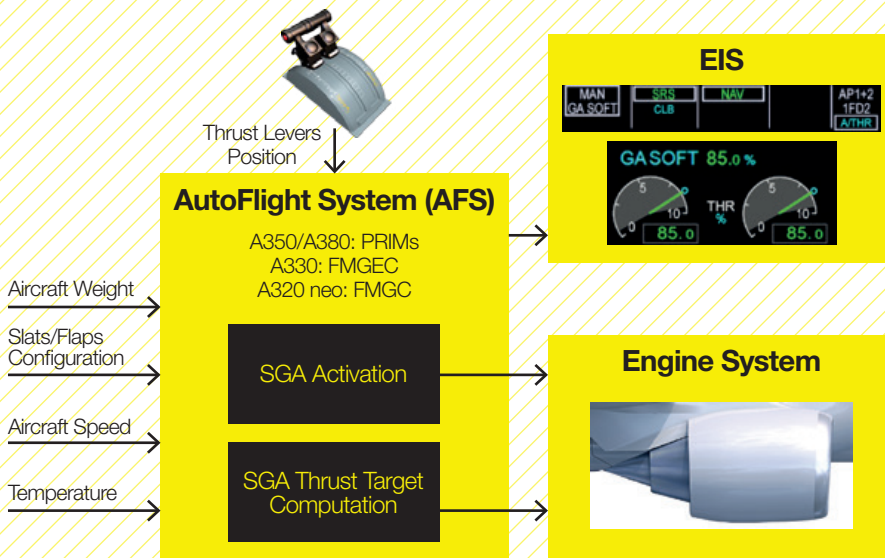 Thrust Levers
Position
EIS
MAN
GA SOFT
SRS
CLB
NAV
AP1+2
1FD2
A/THR
GA SOFT 85.0 %
5
10
0
85.0
THR
%
5
10
0
85.0
AutoFlight System (AFS)
A350/A380: PRIMs
A330: FMGEC
A320 neo: FMGC
Aircraft Weight
Slats/Flaps
Configuration
Aircraft Speed
Temperature
SGA Activation
SGA Thrust Target
Computation
Engine System